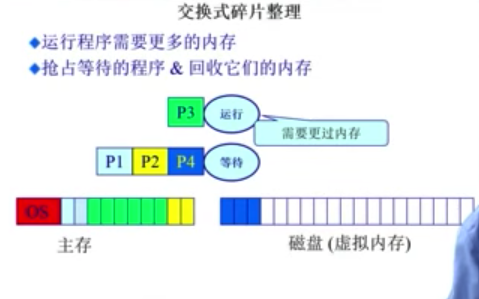 交换式碎片整理
◆运行程序需要更多的内存
◆抢占等待的程序 & 回收它们的内存
P3 运行
需要更过内存
P1 P2 P4 等待
OS
主存 磁盘 (虚拟内存)